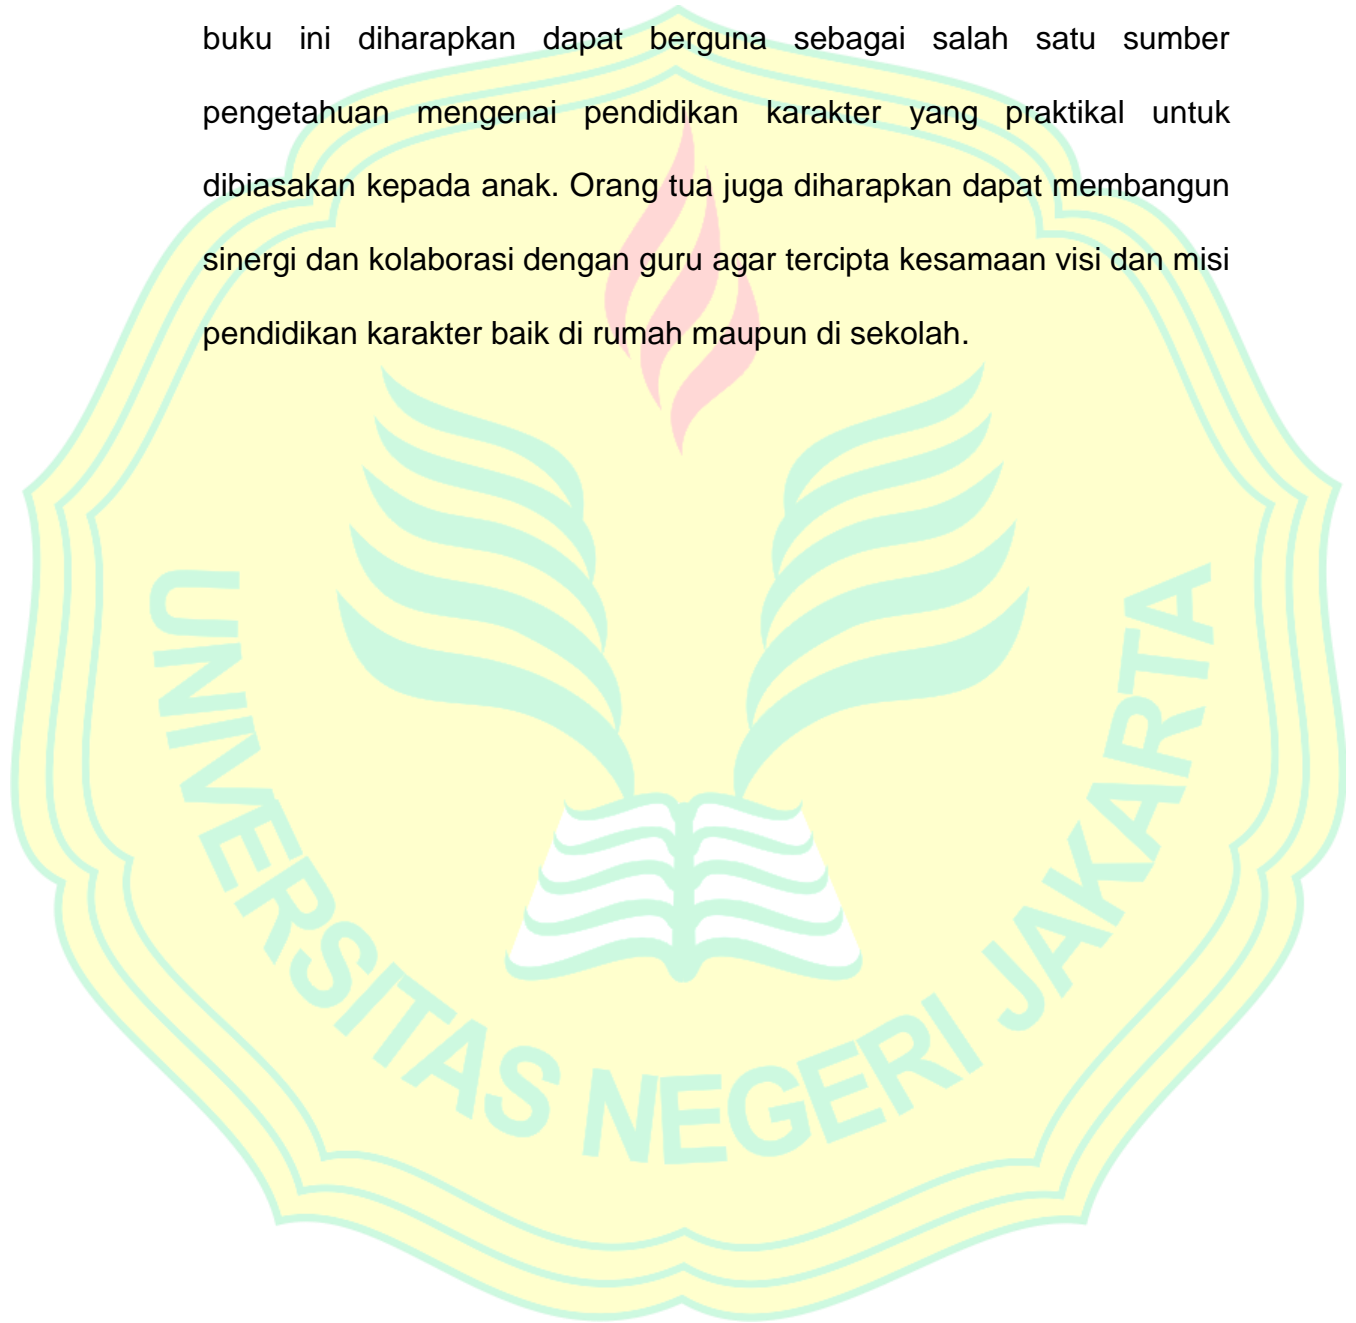 buku ini diharapkan dapat berguna sebagai salah satu sumber
pengetahuan mengenai pendidikan karakter yang praktikal untuk
dibiasakan kepada anak. Orang tua juga diharapkan dapat membangun
sinergi dan kolaborasi dengan guru agar tercipta kesamaan visi dan misi
pendidikan karakter baik di rumah maupun di sekolah.
UNIVERSITAS NEGERI JAKARTA